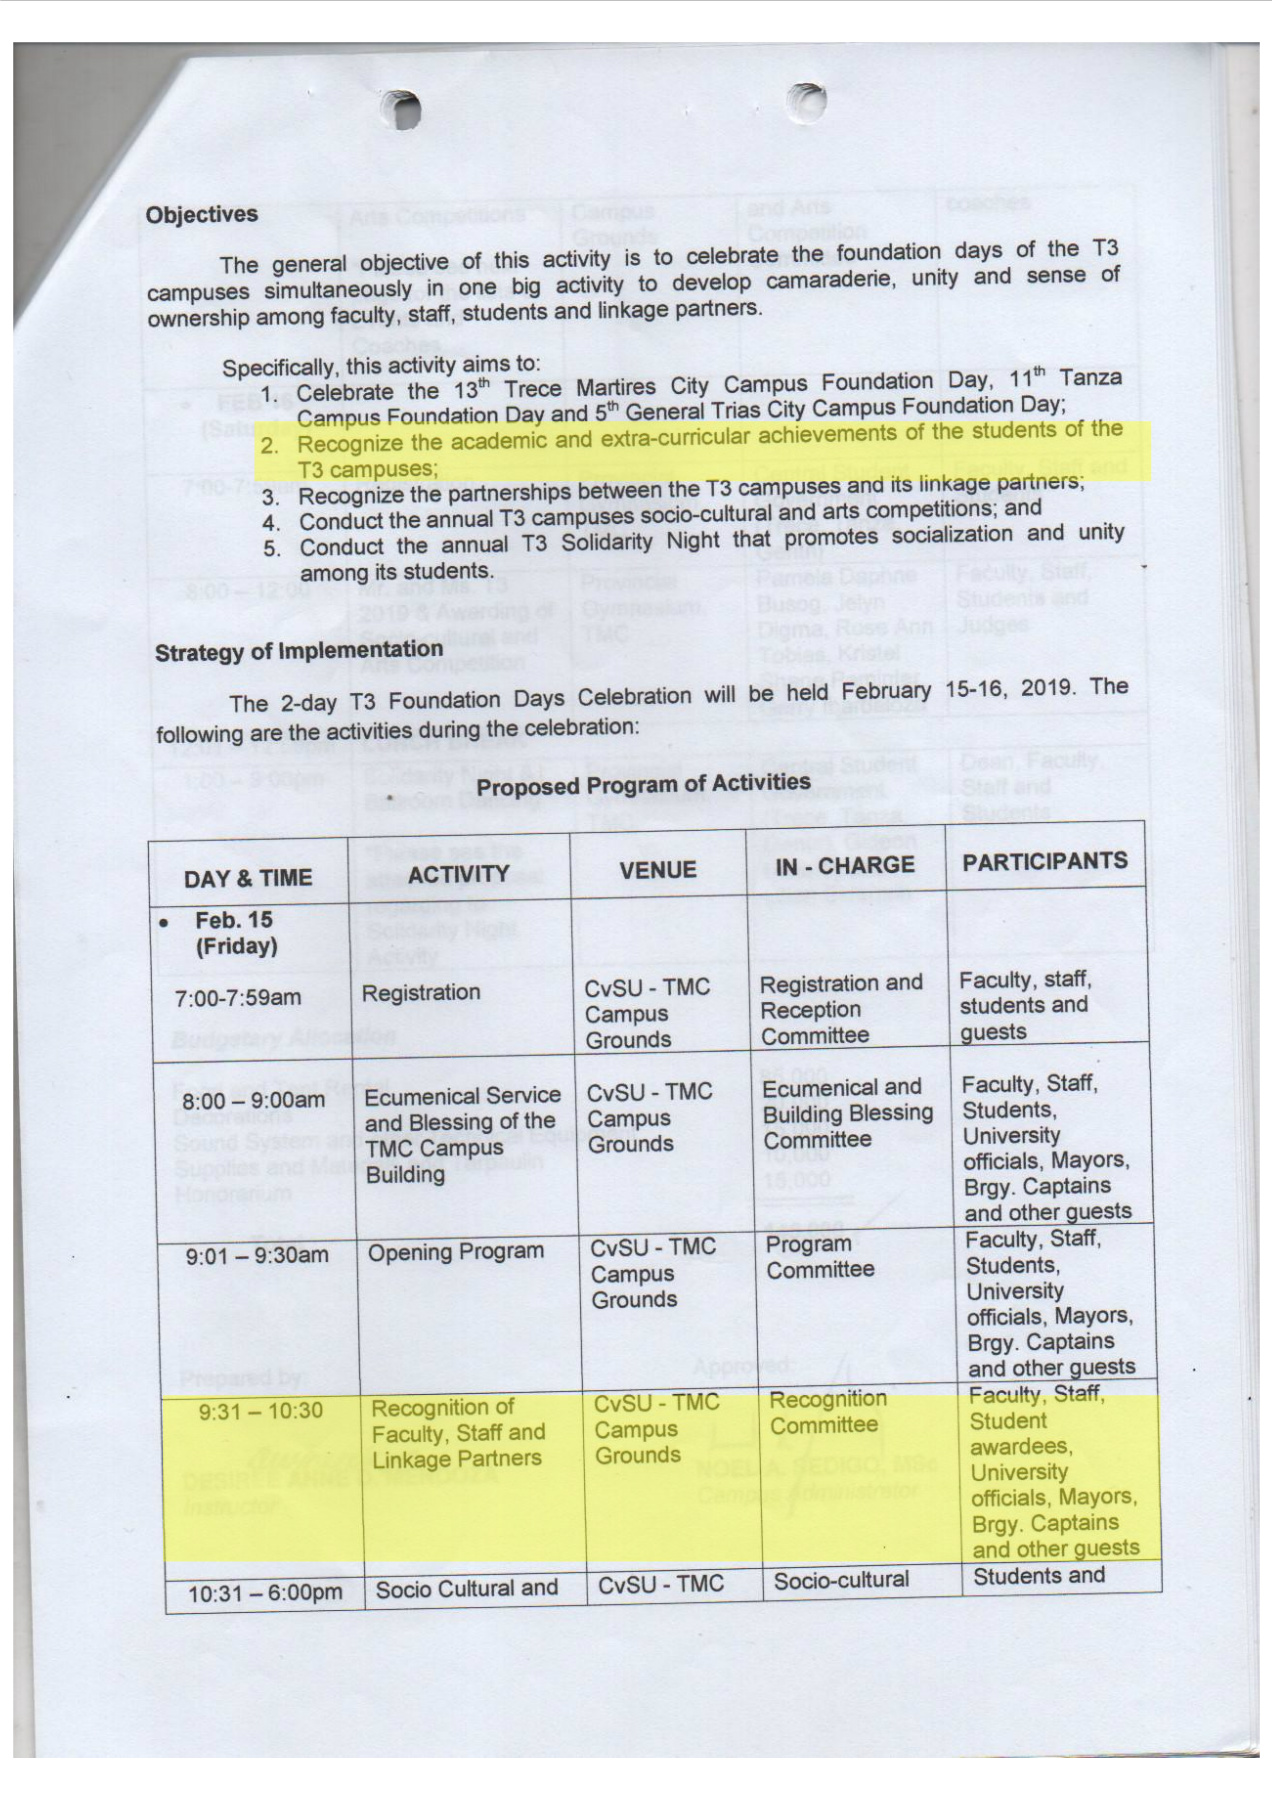 Objectives
The general objective of this activity is to celebrate the foundation days of the T3
campuses simultaneously in one big activity to develop camaraderie, unity and sense of
ownership among faculty, staff, students and linkage partners.
Specifically, this activity aims to:
1. Celebrate the 13th Trece Martires City Campus Foundation Day, 11th Tanza
Campus Foundation Day and 5th General Trias City Campus Foundation Day;
2. Recognize the academic and extra-curricular achievements of the students of the
T3 campuses;
3. Recognize the partnerships between the T3 campuses and its linkage partners;
4. Conduct the annual T3 campuses socio-cultural and arts competitions; and
5. Conduct the annual T3 Solidarity Night that promotes socialization and unity
among its students.
Strategy of Implementation
The 2-day T3 Foundation Days Celebration will be held February 15-16, 2019. The
following are the activities during the celebration:
Proposed Program of Activities
DAY & TIME ACTIVITY VENUE IN - CHARGE PARTICIPANTS
• Feb. 15
(Friday)
7:00-7:59am Registration CvSU - TMC Registration and Faculty, staff,
Campus Reception students and
Grounds Committee guests
8:00 – 9:00am Ecumenical Service CvSU - TMC Ecumenical and Faculty, Staff,
and Blessing of the Campus Building Blessing Students,
TMC Campus Grounds Committee University
Building officials, Mayors,
Brgy. Captains
and other guests
9:01 – 9:30am Opening Program CvSU - TMC Program Faculty, Staff,
Campus Committee Students,
Grounds University
officials, Mayors,
Brgy. Captains
and other guests
9:31 – 10:30 Recognition of CvSU - TMC Recognition Faculty, Staff,
Faculty, Staff and Campus Committee Student
Linkage Partners Grounds awardees,
University
officials, Mayors,
Brgy. Captains
and other guests
10:31 – 6:00pm Socio Cultural and CvSU - TMC Socio-cultural Students and